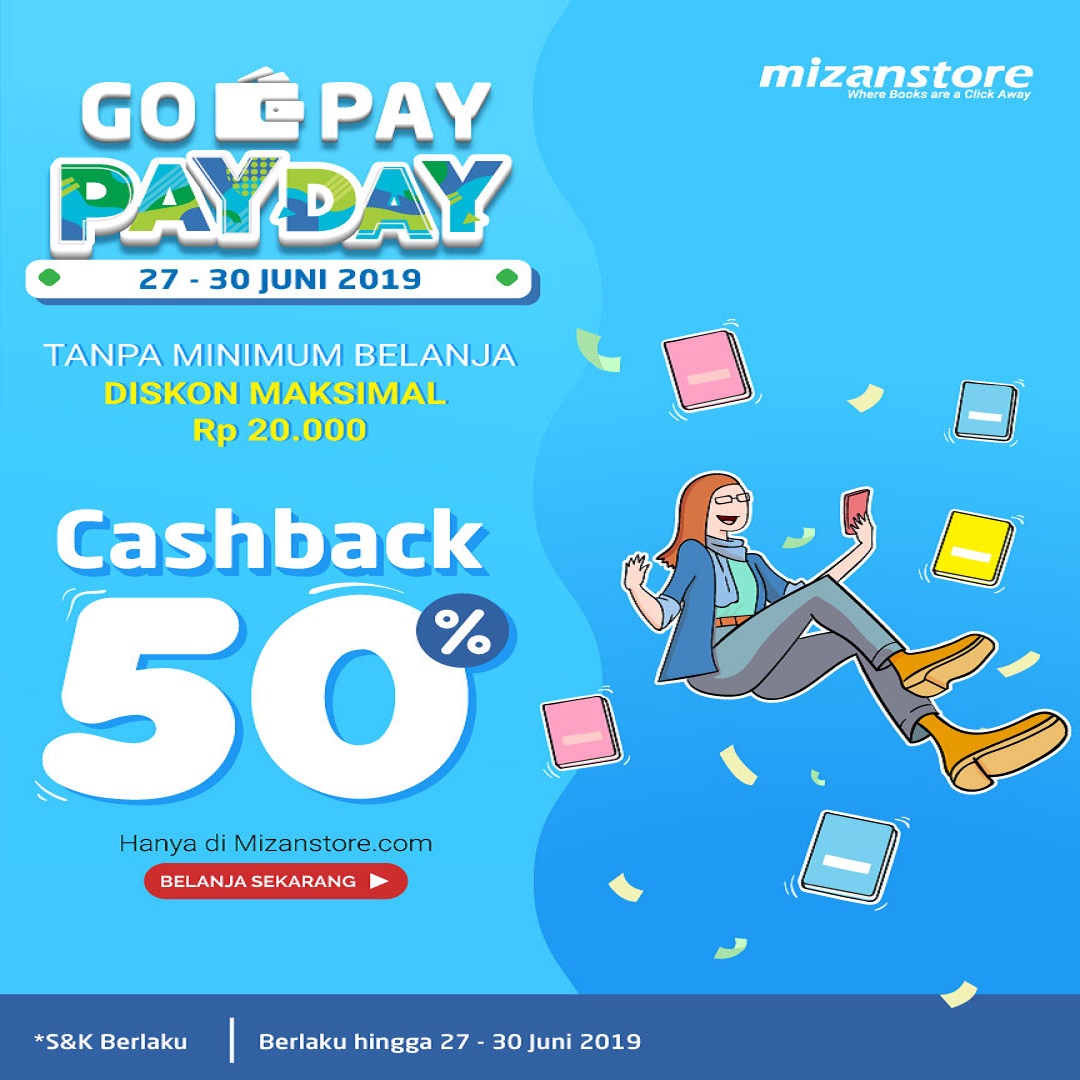 GO PAY
PAYDAY
27 - 30 JUNI 2019
TANPA MINIMUM BELANJA
DISKON MAKSIMAL
Rp 20.000
Cashback
50%
Hanya di Mizanstore.com
BELANJA SEKARANG
mizanstore
Where Books are a Click Away
*S&K Berlaku
Berlaku hingga 27 - 30 Juni 2019